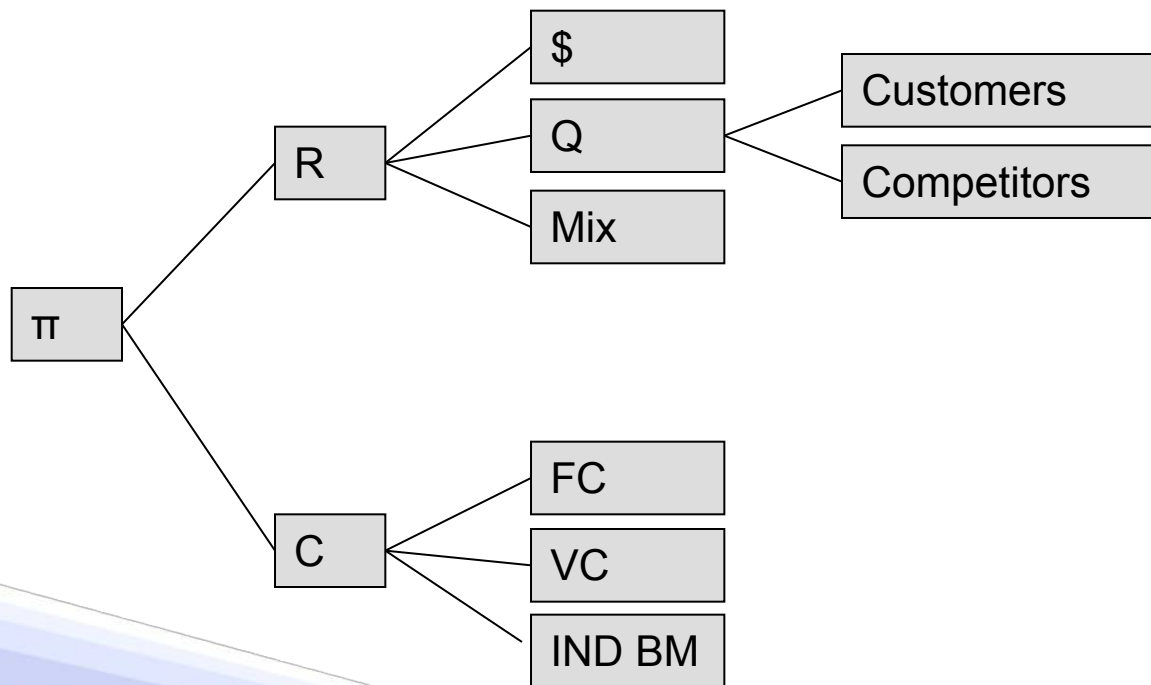 $
Customers
Q
R
Competitors
Mix
π
FC
C
VC
IND BM